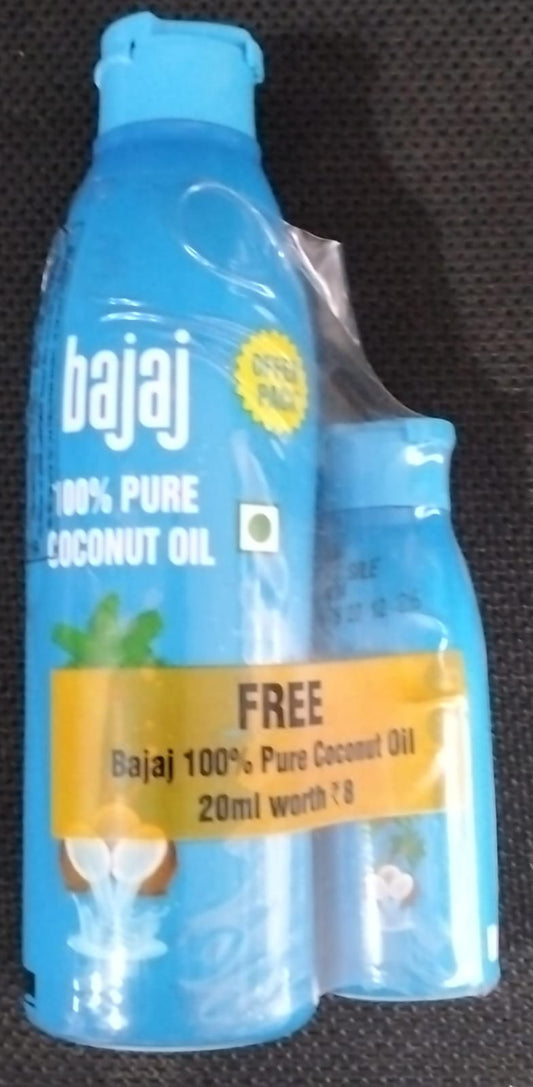 bajaj
OFFER
PACK
100% PURE
COCONUT OIL
FREE
Bajaj 100% Pure Coconut Oil
20ml worth ₹8